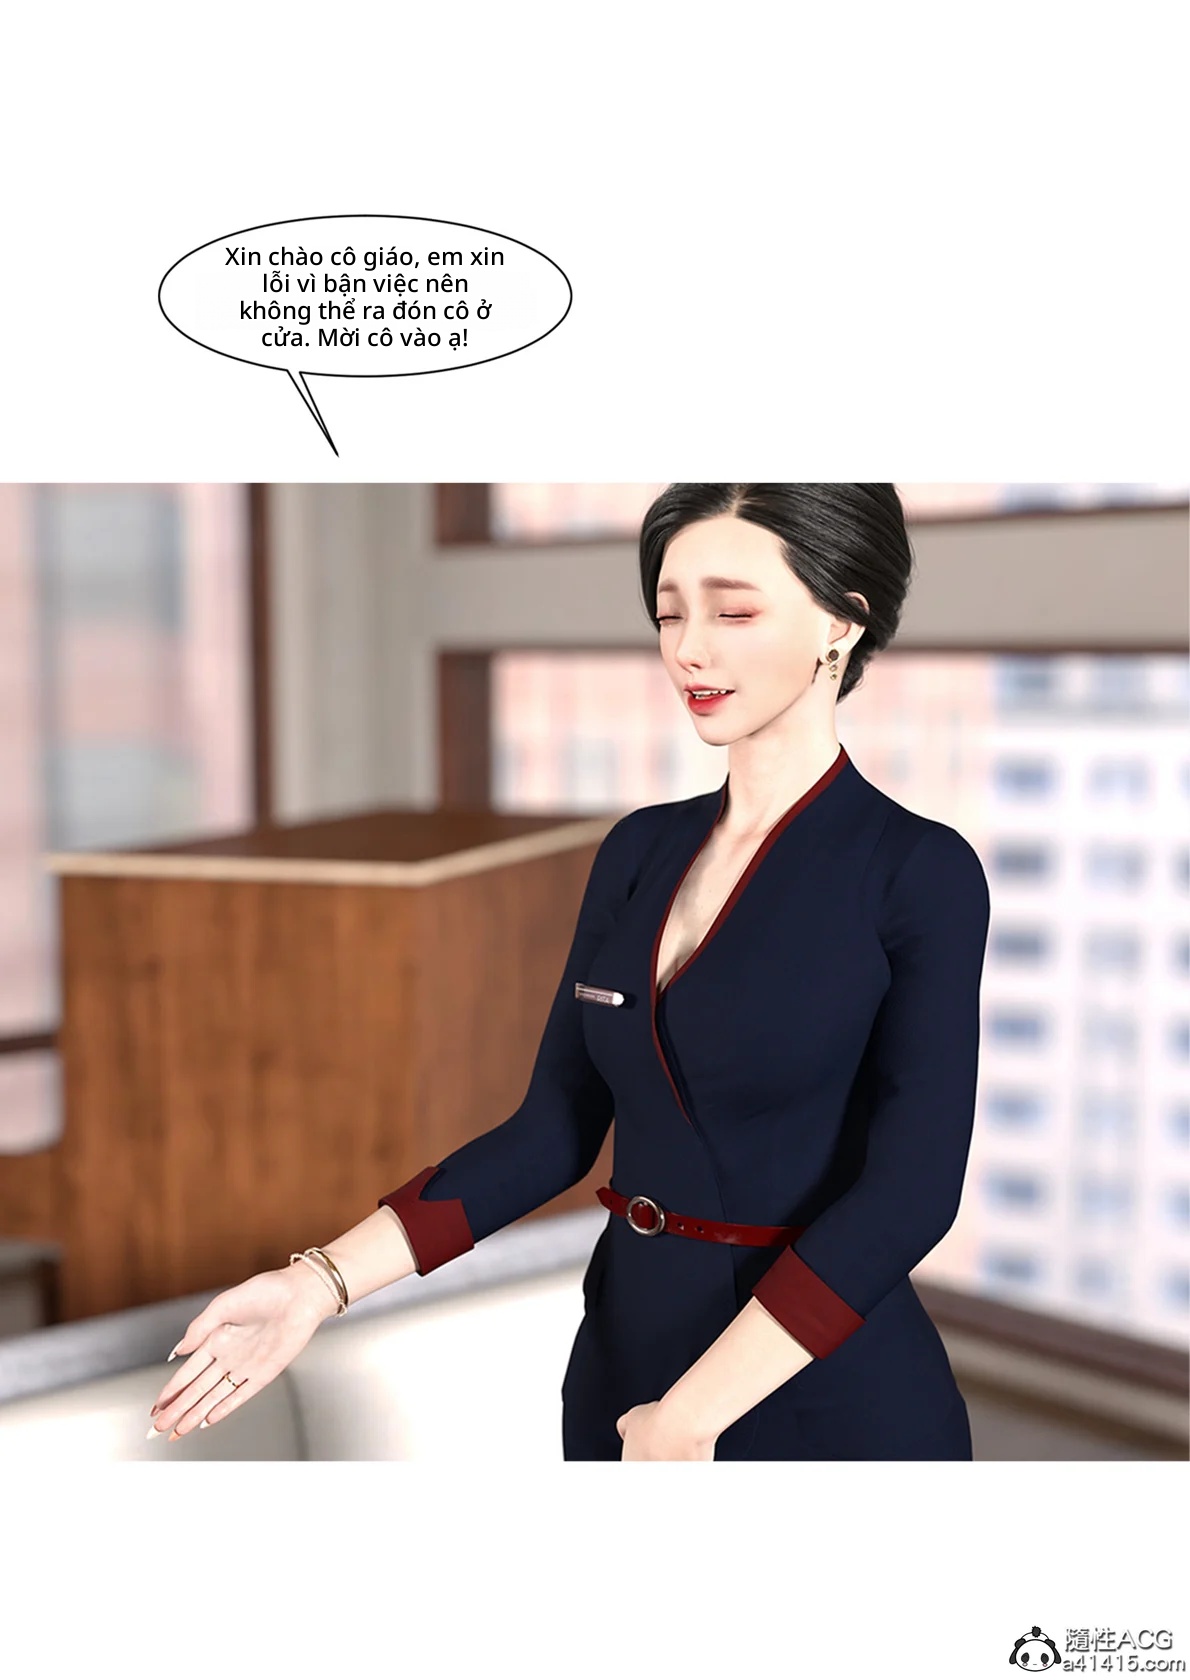 Xin chào cô giáo, em xin
lỗi vì bận việc nên
không thể ra đón cô ở
cửa. Mời cô vào ạ!
隨性ACG
a41415.com